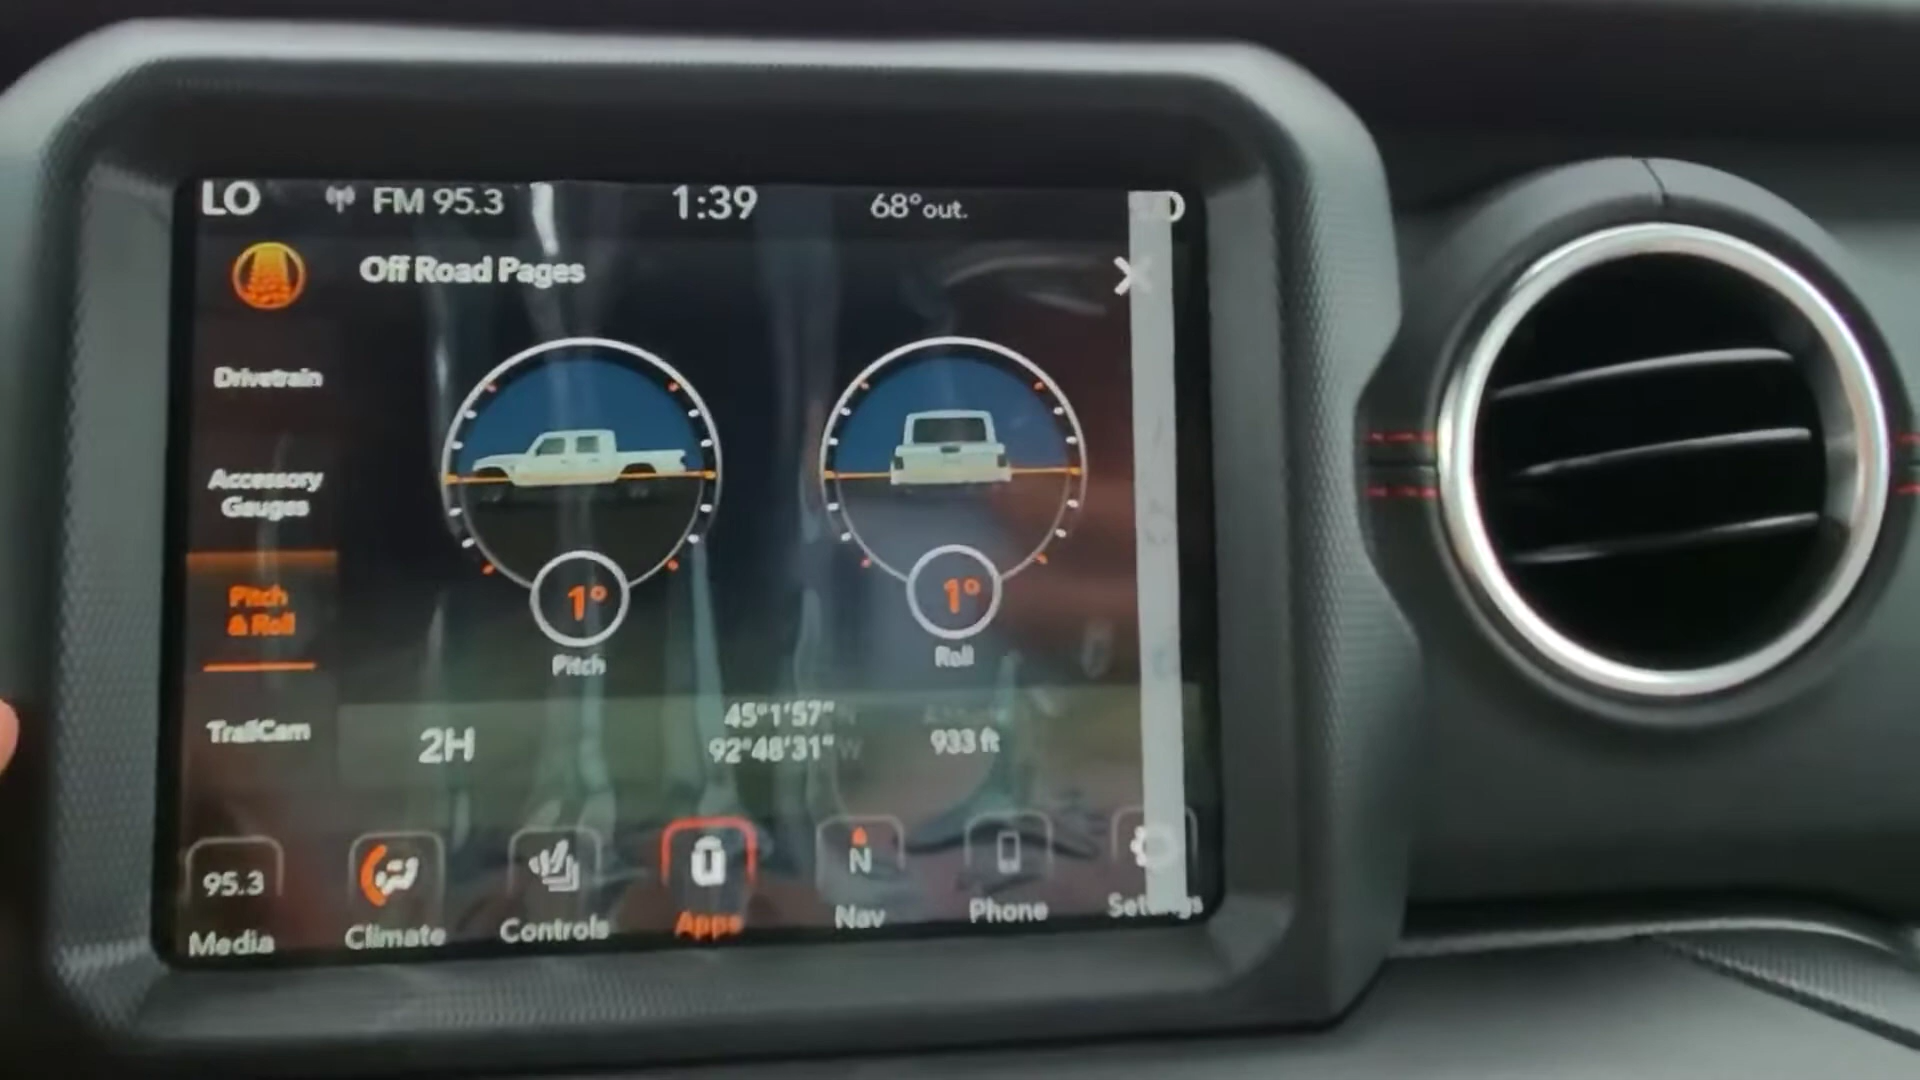 LO FM 95.3 1:39 68°out.
Off Road Pages
Drivetrain
Accessory
Gauges
Pitch
& Roll
TrailCam
1° 1°
Pitch Roll
2H
45°1'57" N
92°48'31" W
933 ft
95.3 N
Media Climate Controls Apps Nav Phone